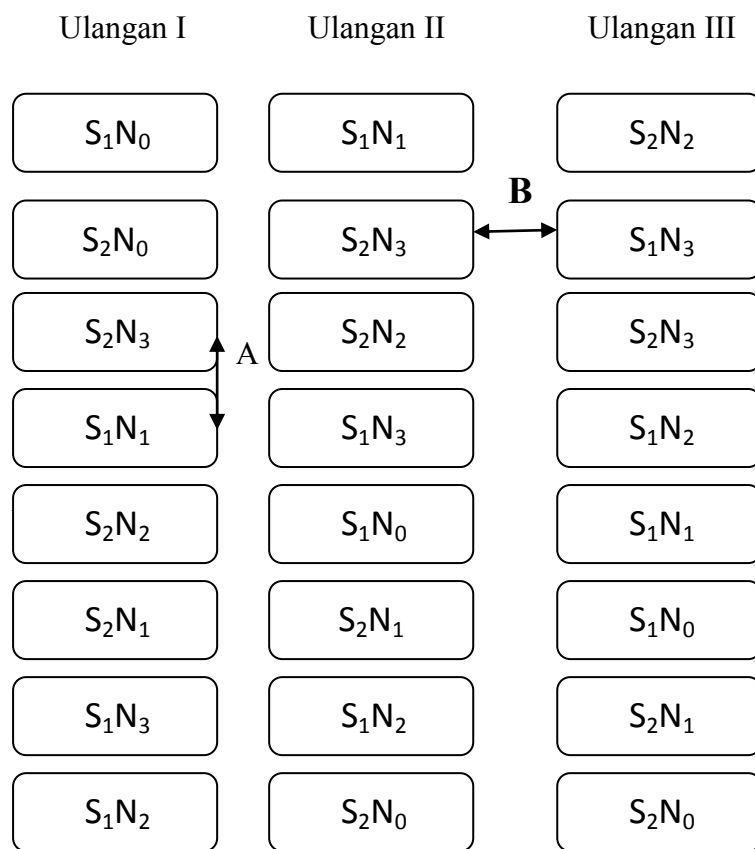 Ulangan I Ulangan II Ulangan III
S₁N₀ S₁N₁ S₂N₂
B
S₂N₀ S₂N₃ S₁N₃
S₂N₃ A S₂N₂ S₂N₃
S₁N₁ S₁N₃ S₁N₂
S₂N₂ S₁N₀ S₁N₁
S₂N₁ S₂N₁ S₁N₀
S₁N₃ S₁N₂ S₂N₁
S₁N₂ S₂N₀ S₂N₀